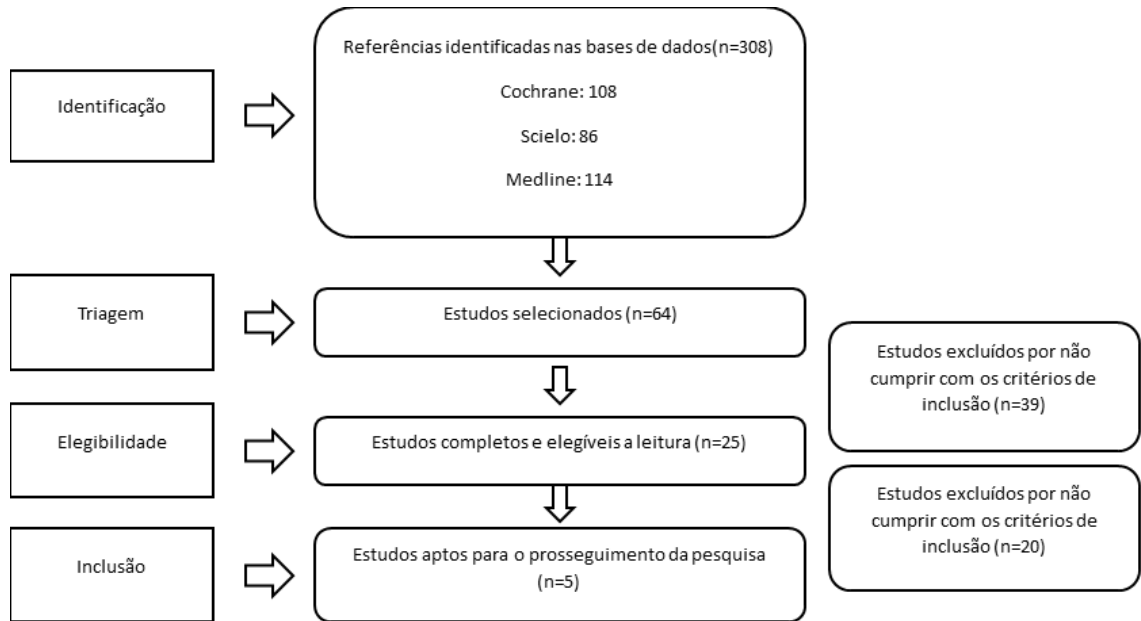 Identificação
Referências identificadas nas bases de dados(n=308)
Cochrane: 108
Scielo: 86
Medline: 114
Triagem
Estudos selecionados (n=64)
Estudos excluídos por não
cumprir com os critérios de
inclusão (n=39)
Elegibilidade
Estudos completos e elegíveis a leitura (n=25)
Estudos excluídos por não
cumprir com os critérios de
inclusão (n=20)
Inclusão
Estudos aptos para o prosseguimento da pesquisa
(n=5)